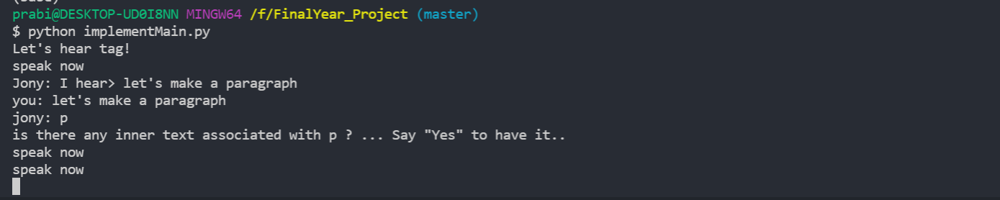 prabi@DESKTOP-UD0I8NN MINGW64 /f/FinalYear_Project (master)
$ python implementMain.py
Let's hear tag!
speak now
Jony: I hear> let's make a paragraph
you: let's make a paragraph
jony: p
is there any inner text associated with p ? ... Say "Yes" to have it..
speak now
speak now